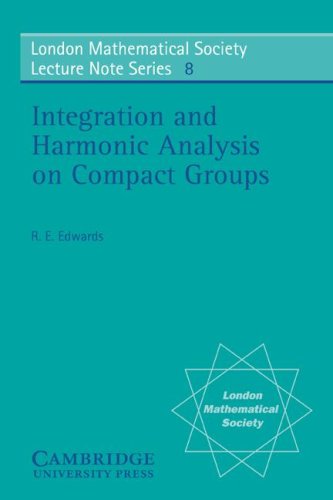 London Mathematical Society
Lecture Note Series 8
Integration and
Harmonic Analysis
on Compact Groups
R. E. Edwards
London
Mathematical
Society
CAMBRIDGE
UNIVERSITY PRESS